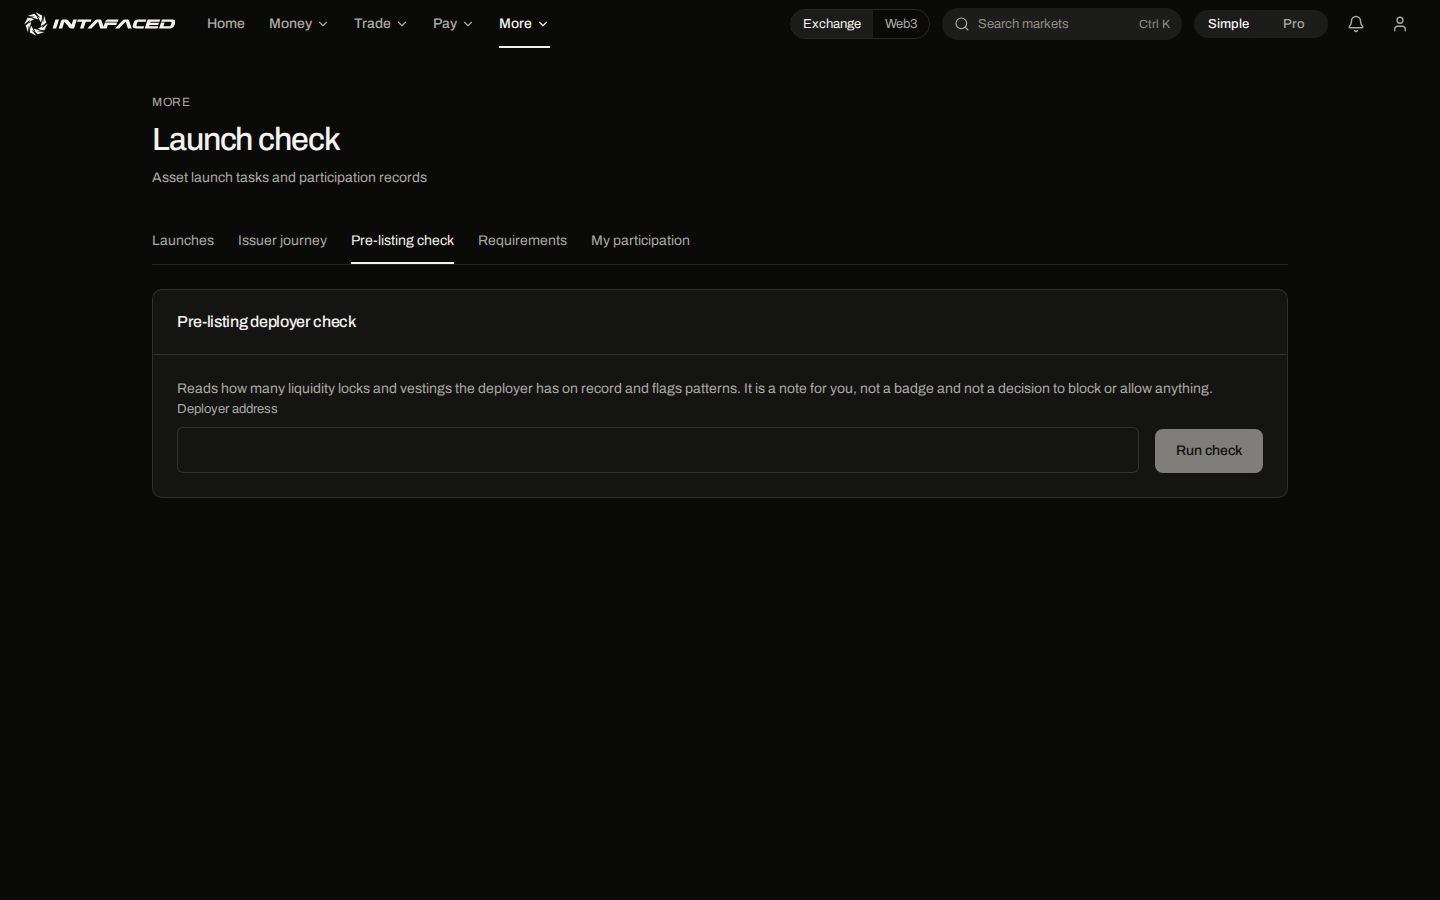 INTAFACED
Home
Money
Trade
Pay
More
Exchange
Web3
Search markets
Ctrl K
Simple
Pro
MORE
Launch check
Asset launch tasks and participation records
Launches
Issuer journey
Pre-listing check
Requirements
My participation
Pre-listing deployer check
Reads how many liquidity locks and vestings the deployer has on record and flags patterns. It is a note for you, not a badge and not a decision to block or allow anything.
Deployer address
Run check